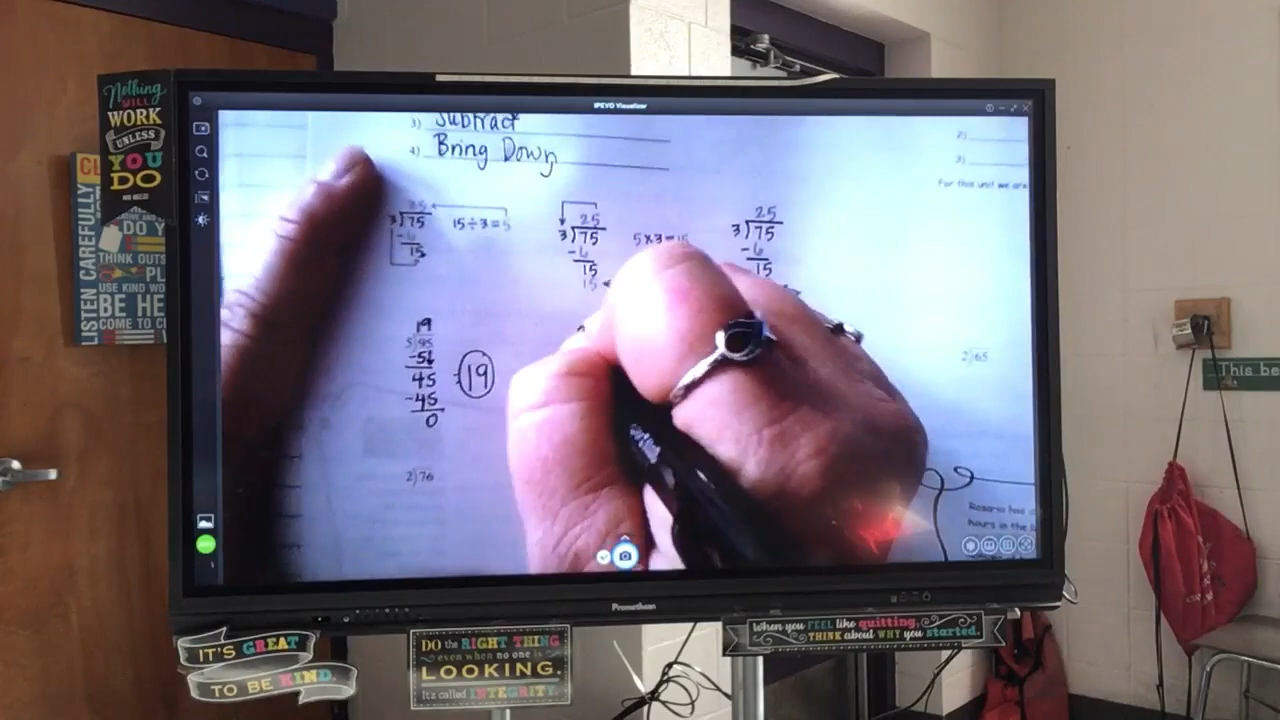 IPEVO Visualizer
Nothing
WILL
WORK
UNLESS
YOU
DO
LISTEN CAREFULLY
THINK OUTS
USE KIND WO
BE HE
COME TO C
3) Subtract
4) Bring Down
2)
3)
For this unit we are
25
3)75
-6
15
15÷3=5
25
3)75
-6
15
15
5×3=15
25
3)75
-6
15
19
5)95
45
-45
0
19
2)76
2)65
Rosario has
hours in the
This be
Promethean
IT'S GREAT
TO BE KIND.
DO the RIGHT THING
even when no one is
LOOKING.
It's called INTEGRITY.
When you FEEL like quitting,
THINK about WHY you started.